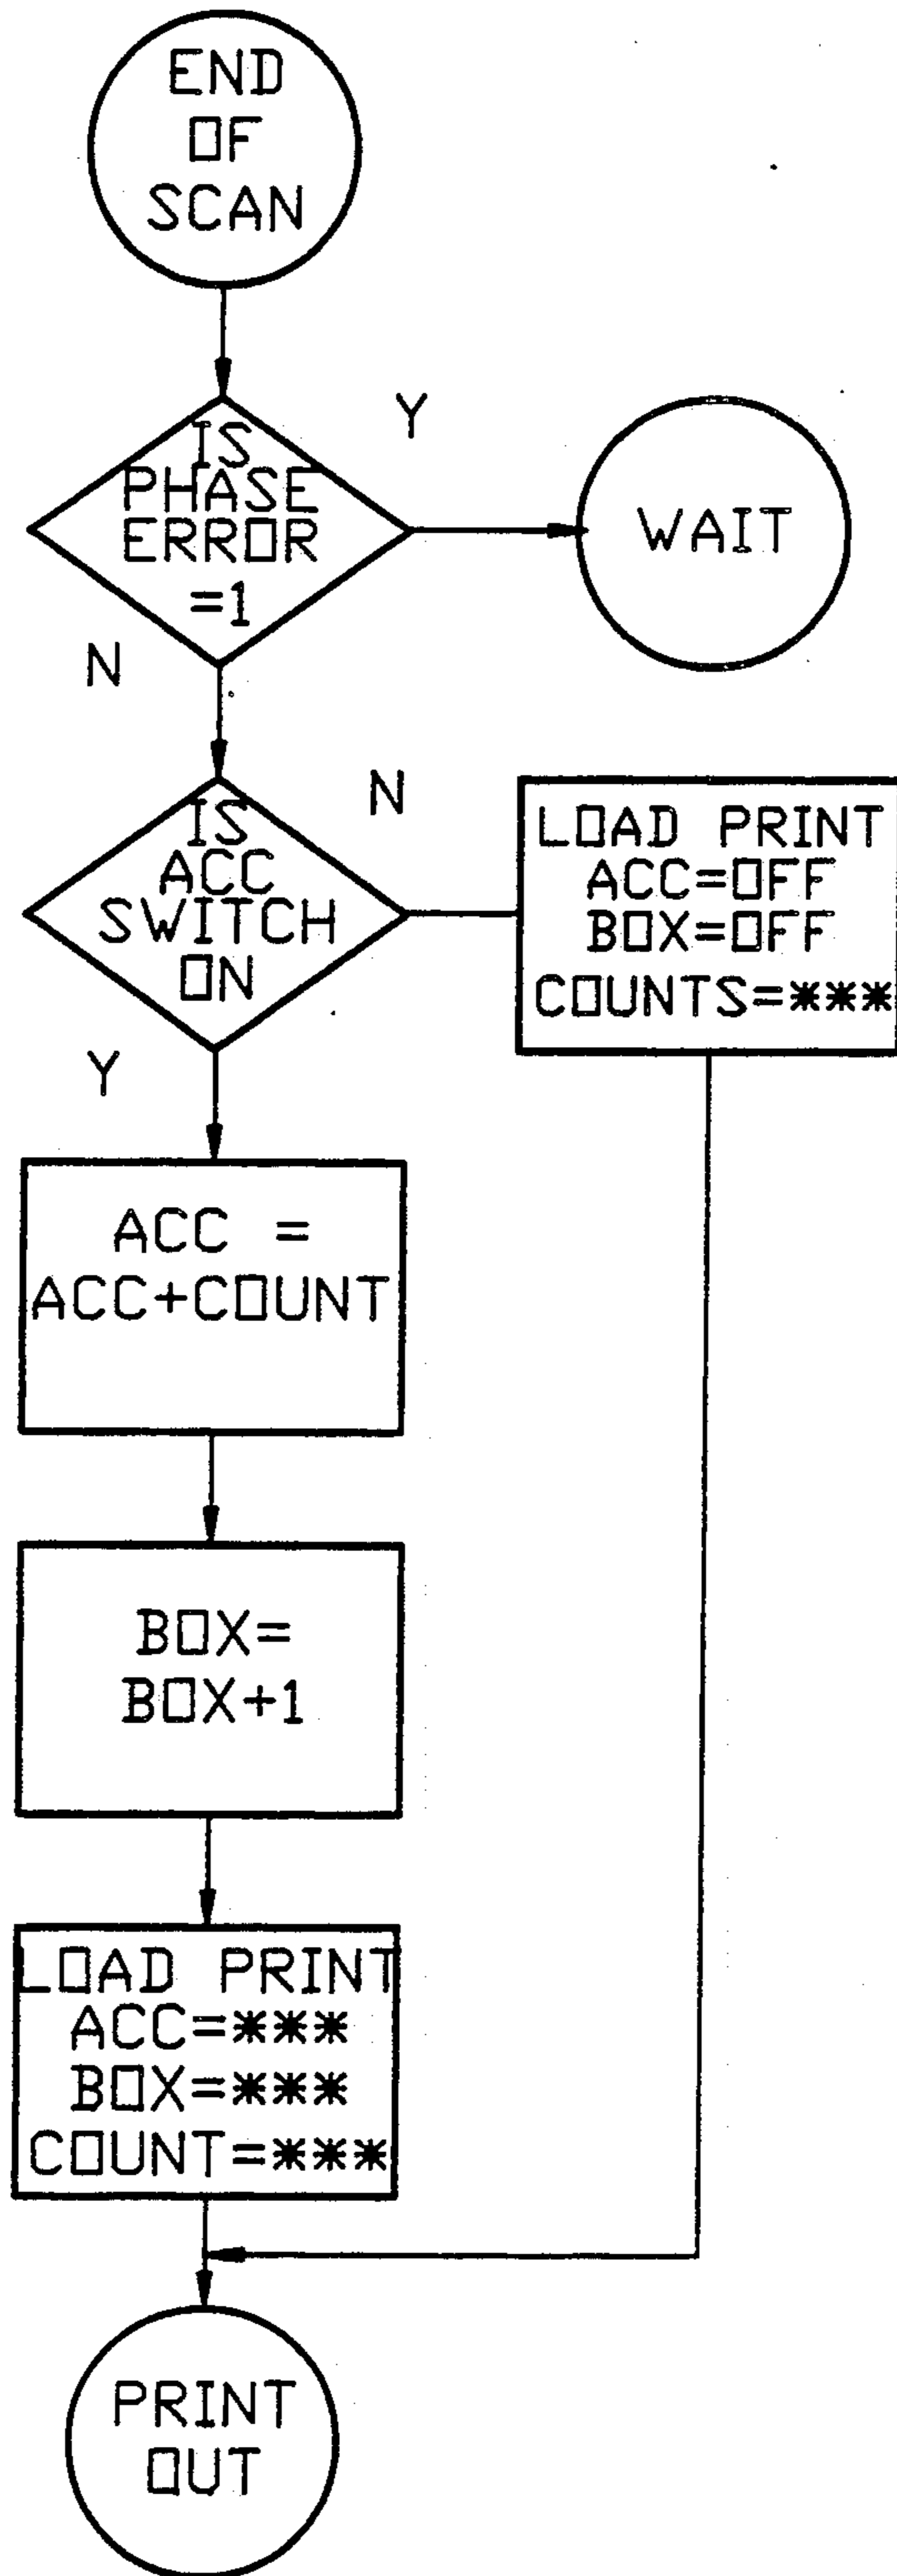 END
OF
SCAN
Y
IS
PHASE
ERROR
=1
WAIT
N
N
IS
ACC
SWITCH
ON
LOAD PRINT
ACC=OFF
BOX=OFF
COUNTS=***
Y
ACC =
ACC+COUNT
BOX=
BOX+1
LOAD PRINT
ACC=***
BOX=***
COUNT=***
PRINT
OUT